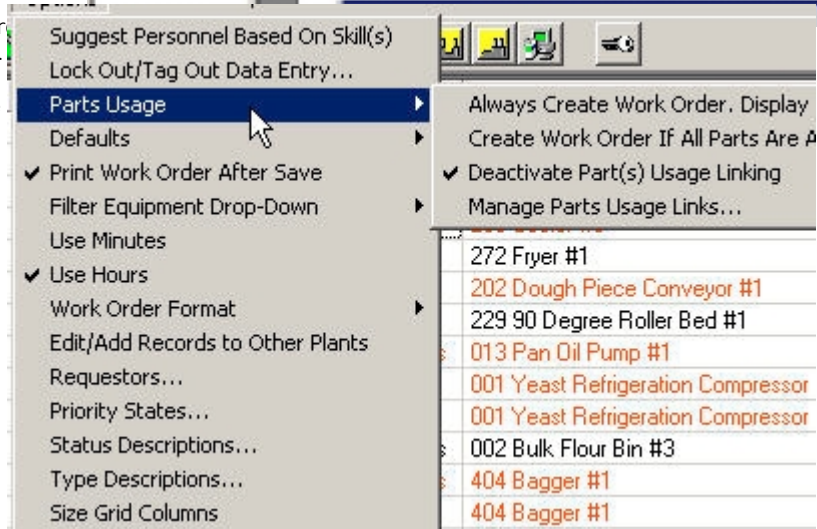 Suggest Personnel Based On Skill(s)
Lock Out/Tag Out Data Entry...
Parts Usage
Defaults
Print Work Order After Save
Filter Equipment Drop-Down
Use Minutes
Use Hours
Work Order Format
Edit/Add Records to Other Plants
Requestors...
Priority States...
Status Descriptions...
Type Descriptions...
Size Grid Columns
Always Create Work Order. Display
Create Work Order If All Parts Are A
Deactivate Part(s) Usage Linking
Manage Parts Usage Links...
272 Fryer #1
202 Dough Piece Conveyor #1
229 90 Degree Roller Bed #1
013 Pan Oil Pump #1
001 Yeast Refrigeration Compressor
001 Yeast Refrigeration Compressor
002 Bulk Flour Bin #3
404 Bagger #1
404 Bagger #1